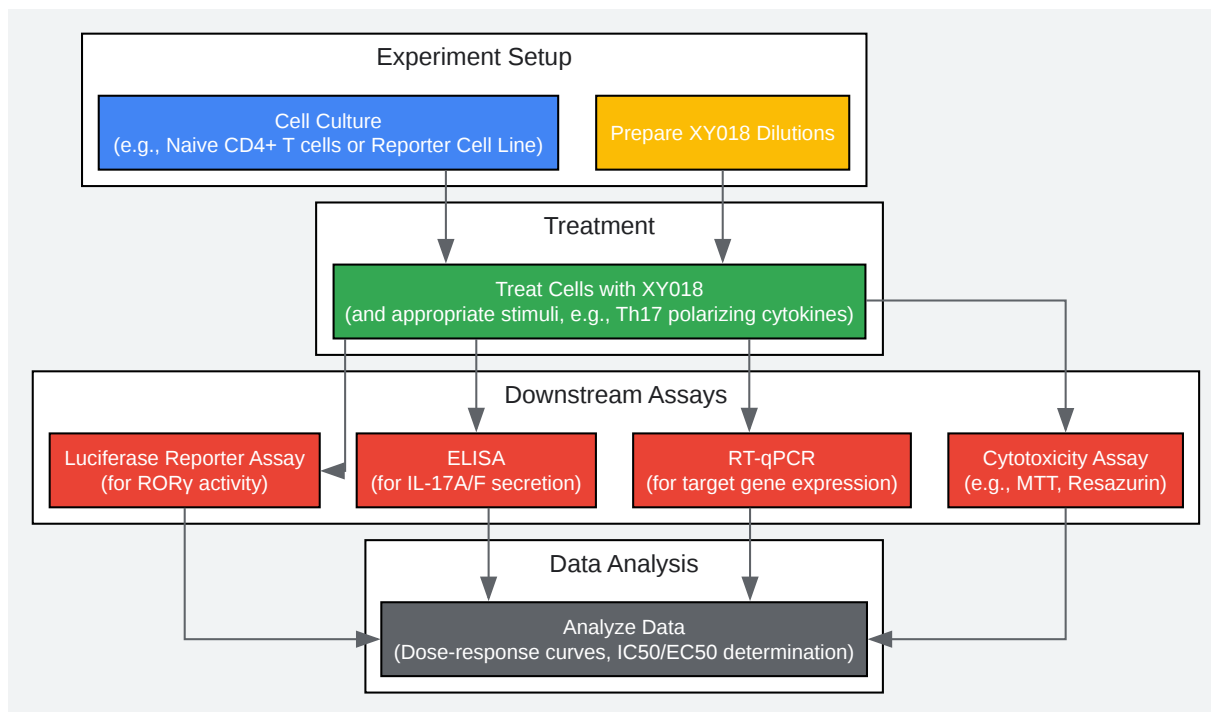 Experiment Setup
Cell Culture
(e.g., Naive CD4+ T cells or Reporter Cell Line)
Prepare XY018 Dilutions
Treatment
Treat Cells with XY018
(and appropriate stimuli, e.g., Th17 polarizing cytokines)
Downstream Assays
Luciferase Reporter Assay
(for RORγ activity)
ELISA
(for IL-17A/F secretion)
RT-qPCR
(for target gene expression)
Cytotoxicity Assay
(e.g., MTT, Resazurin)
Data Analysis
Analyze Data
(Dose-response curves, IC50/EC50 determination)